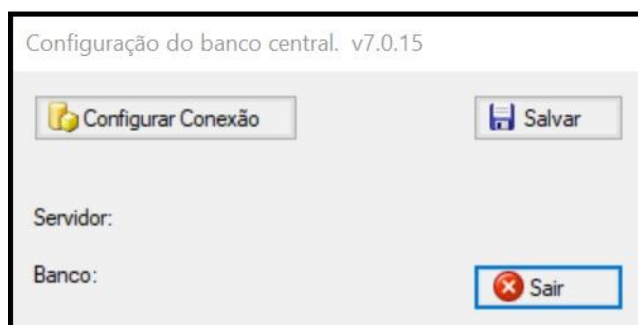 Configuração do banco central. v7.0.15
Configurar Conexão
Salvar
Servidor:
Banco:
Sair